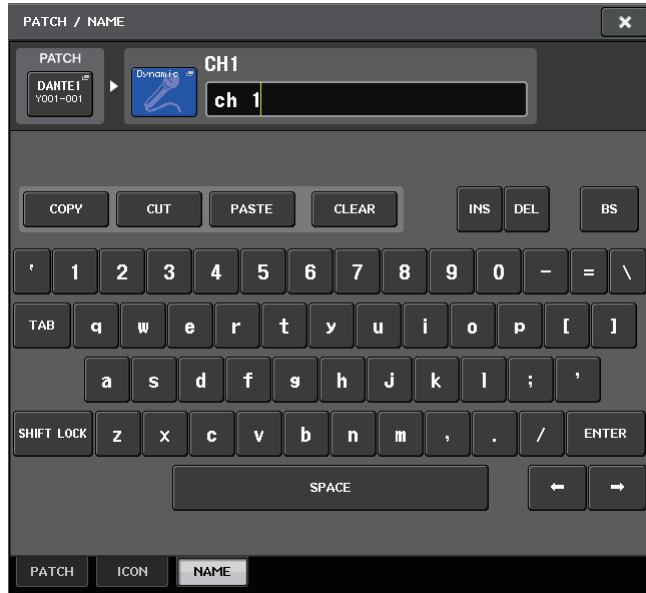 PATCH / NAME ×
PATCH
DANTE1
Y001-001
Dynamic
CH1
ch 1
COPY CUT PASTE CLEAR INS DEL BS
' 1 2 3 4 5 6 7 8 9 0 - = \
TAB q w e r t y u i o p [ ]
a s d f g h j k l ; '
SHIFT LOCK z x c v b n m , . / ENTER
SPACE ← →
PATCH ICON NAME